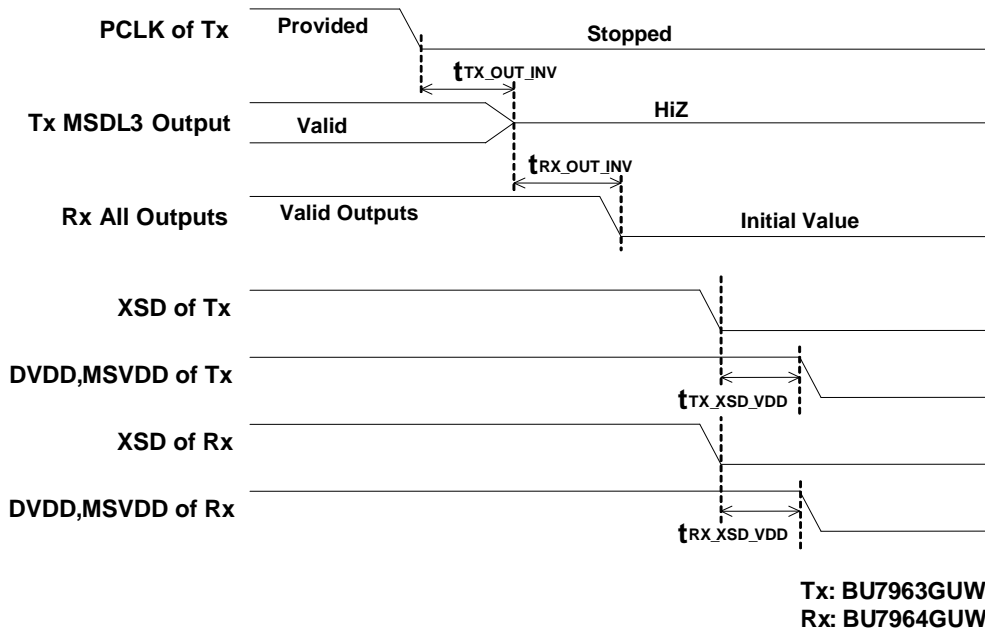 PCLK of Tx
Provided
Stopped
tTX_OUT_INV
Tx MSDL3 Output
Valid
HiZ
tRX_OUT_INV
Rx All Outputs
Valid Outputs
Initial Value
XSD of Tx
DVDD,MSVDD of Tx
tTX_XSD_VDD
XSD of Rx
DVDD,MSVDD of Rx
tRX_XSD_VDD
Tx: BU7963GUW
Rx: BU7964GUW